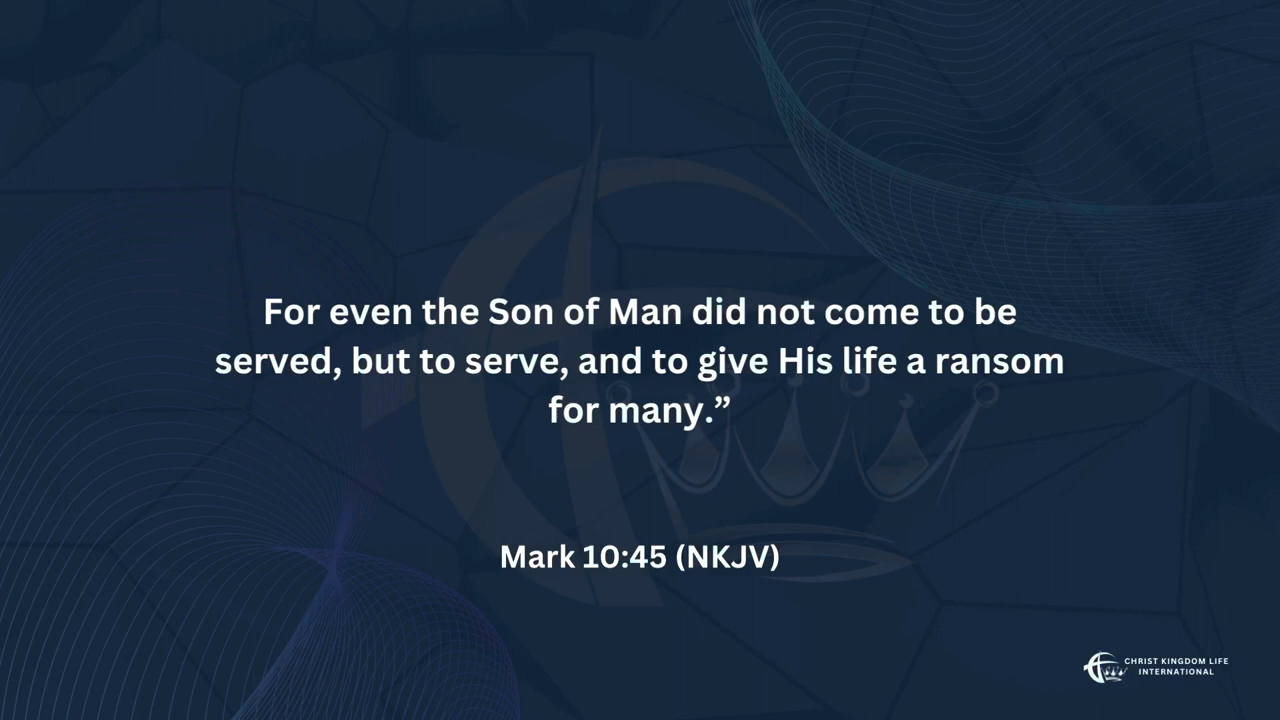 For even the Son of Man did not come to be
served, but to serve, and to give His life a ransom
for many.”
Mark 10:45 (NKJV)
CHRIST KINGDOM LIFE
INTERNATIONAL